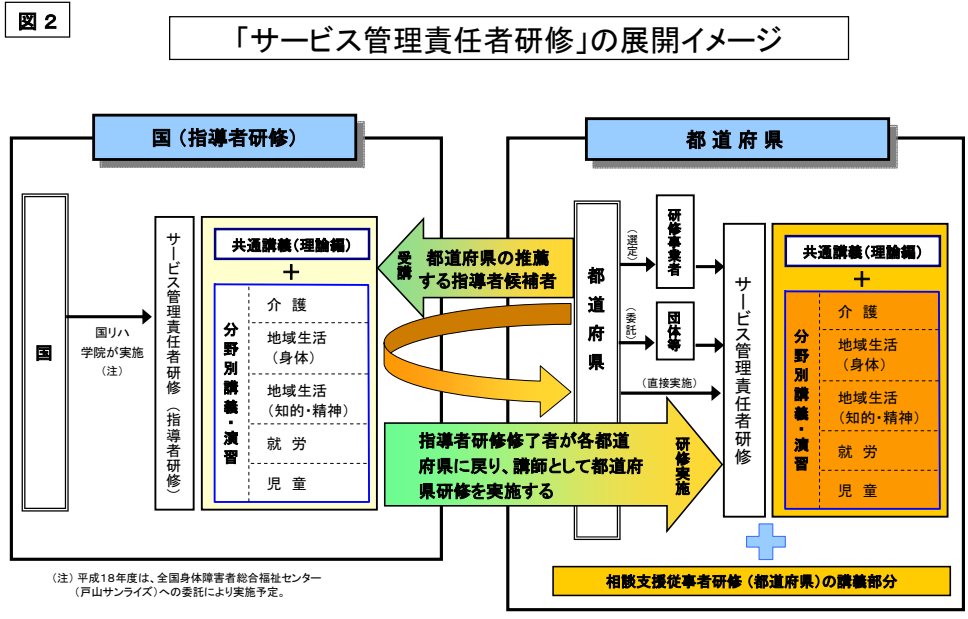 図２
「サービス管理責任者研修」の展開イメージ
国（指導者研修）
国
国リハ
学院が実施
（注）
サービス管理責任者研修（指導者研修）
共通講義（理論編）
＋
分野別講義・演習
介 護
地域生活
（身体）
地域生活
（知的・精神）
就 労
児 童
受講
都道府県の推薦
する指導者候補者
指導者研修修了者が各都道
府県に戻り、講師として都道府
県研修を実施する
研修実施
都 道 府 県
都道府県
（選定）
研修事業者
（委託）
団体等
（直接実施）
サービス管理責任者研修
共通講義（理論編）
＋
分野別講義・演習
介 護
地域生活
（身体）
地域生活
（知的・精神）
就 労
児 童
相談支援従事者研修（都道府県）の講義部分
（注）平成１８年度は、全国身体障害者総合福祉センター
（戸山サンライズ）への委託により実施予定。